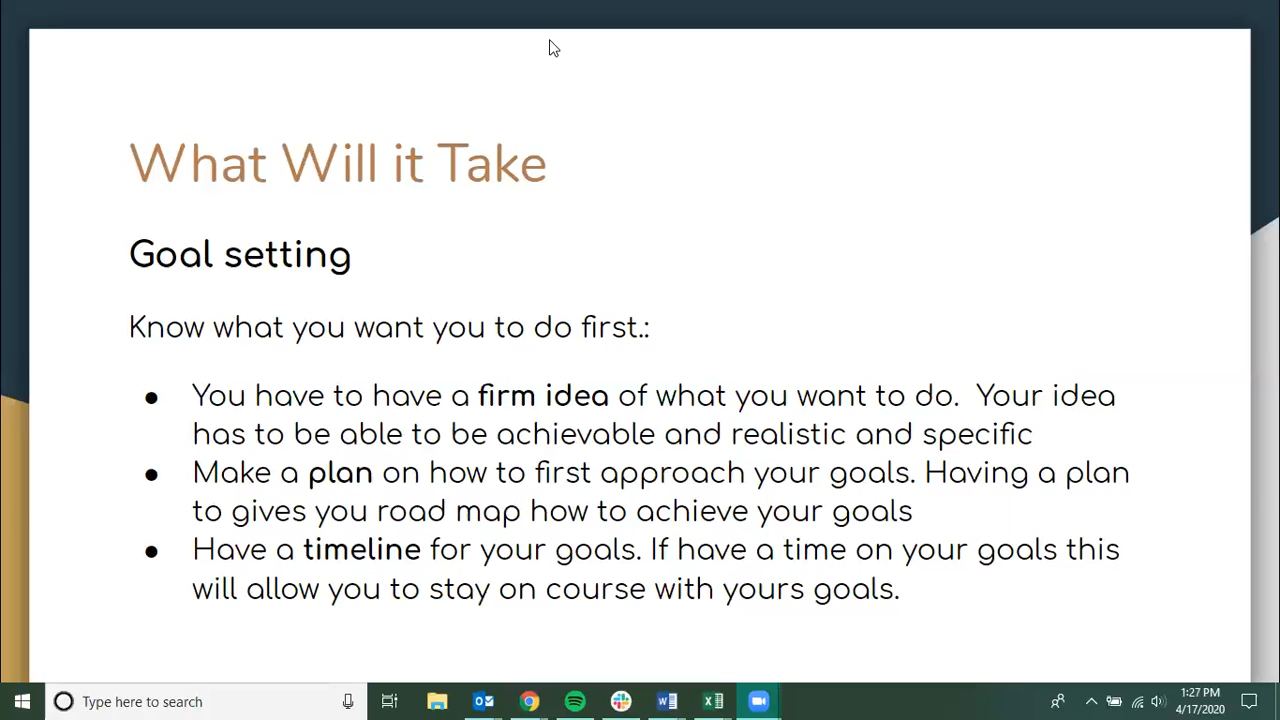 What Will it Take
Goal setting
Know what you want you to do first.:
● You have to have a firm idea of what you want to do.  Your idea
has to be able to be achievable and realistic and specific
● Make a plan on how to first approach your goals. Having a plan
to gives you road map how to achieve your goals
● Have a timeline for your goals. If have a time on your goals this
will allow you to stay on course with yours goals.
Type here to search
1:27 PM
4/17/2020